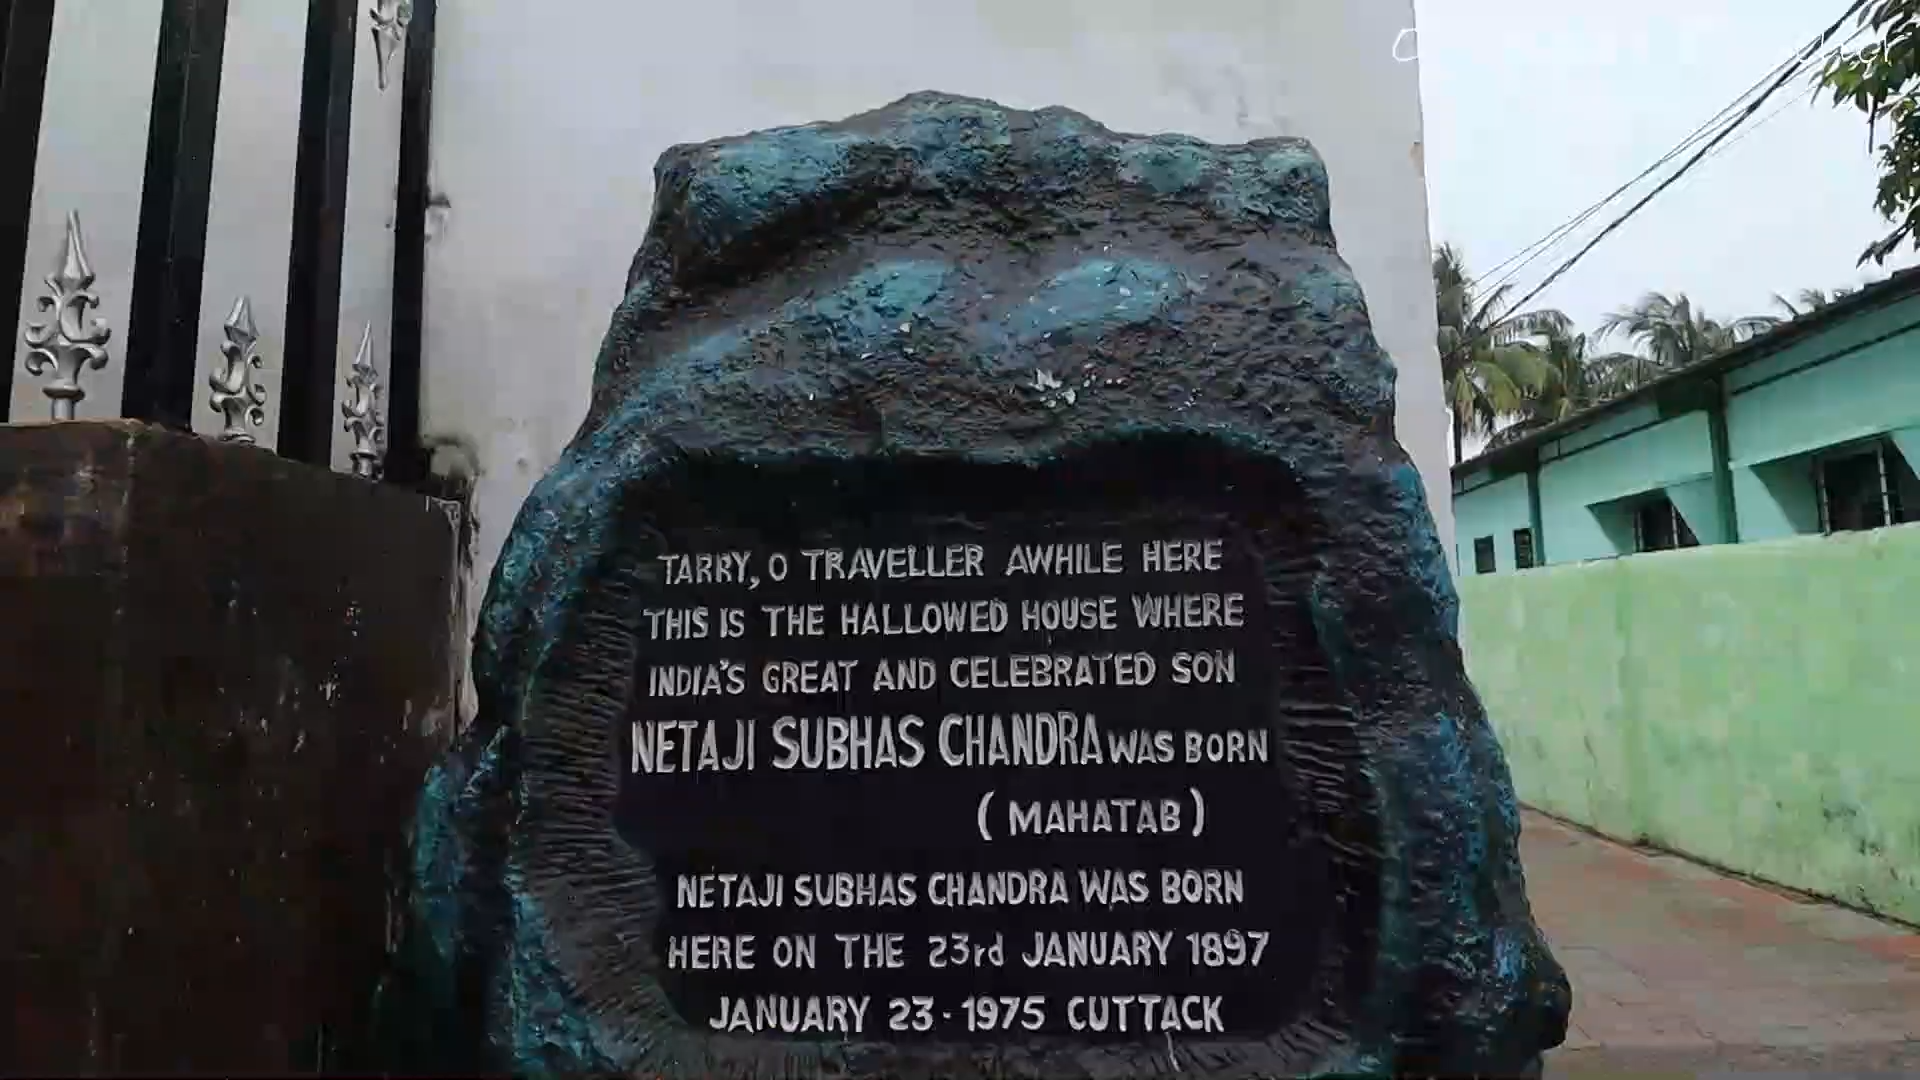 TARRY, O TRAVELLER AWHILE HERE
THIS IS THE HALLOWED HOUSE WHERE
INDIA'S GREAT AND CELEBRATED SON
NETAJI SUBHAS CHANDRA WAS BORN
(MAHATAB)
NETAJI SUBHAS CHANDRA WAS BORN
HERE ON THE 23rd JANUARY 1897
JANUARY 23-1975 CUTTACK